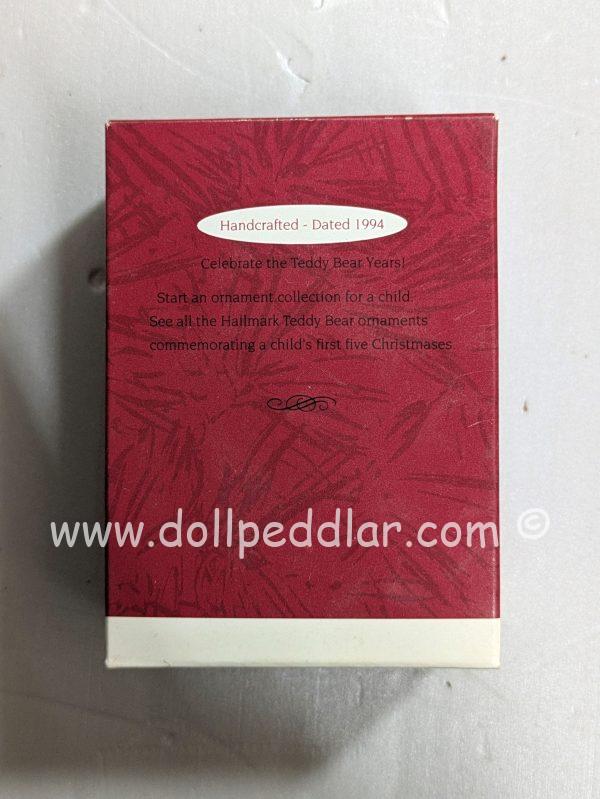 Handcrafted - Dated 1994
Celebrate the Teddy Bear Years!
Start an ornament collection for a child.
See all the Hallmark Teddy Bear ornaments
commemorating a child's first five Christmases.
www.dollpeddlar.com ©